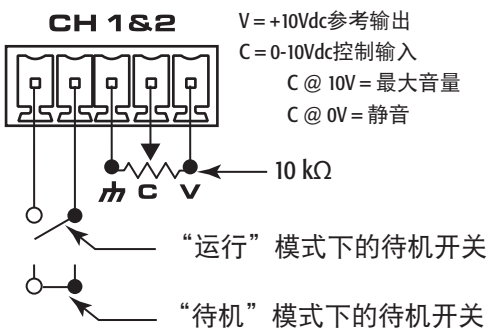 CH 1&2
V = +10Vdc参考输出
C = 0-10Vdc控制输入
C @ 10V = 最大音量
C @ 0V = 静音
10 kΩ
C V
“运行”模式下的待机开关
“待机”模式下的待机开关